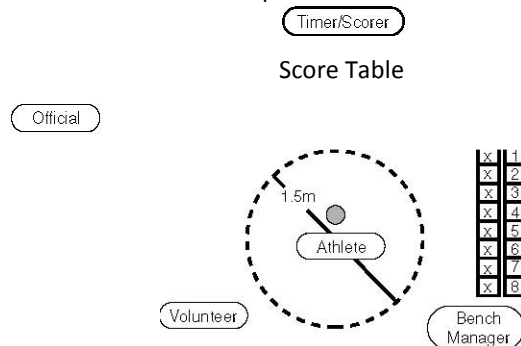 Timer/Scorer
Score Table
Official
1.5m
Athlete
x 1
x 2
x 3
x 4
x 5
x 6
x 7
x 8
Volunteer
Bench
Manager